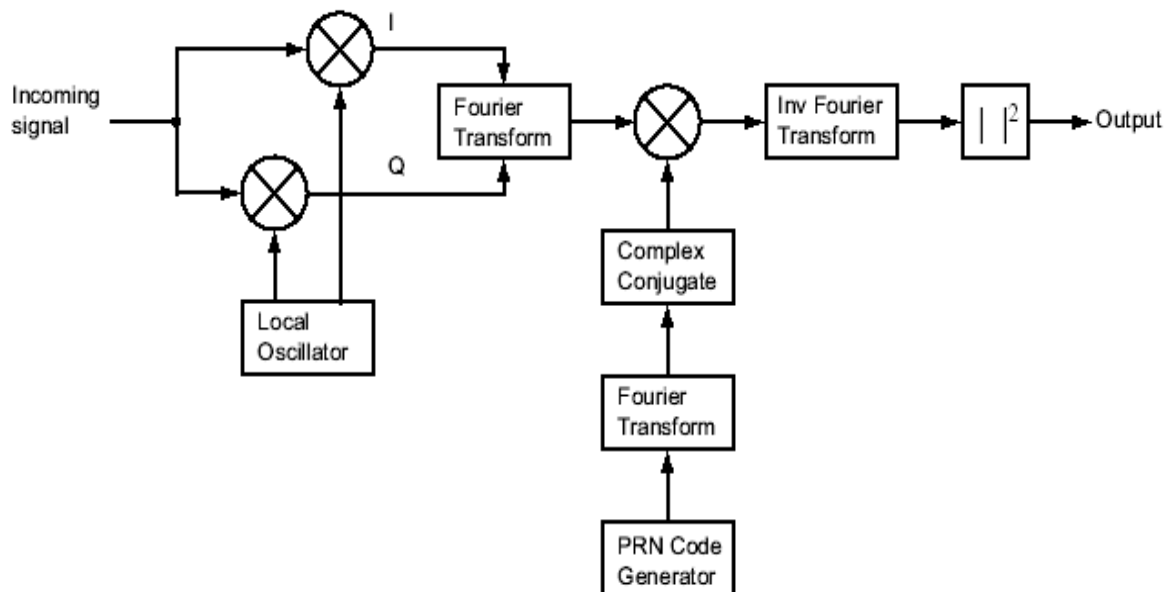 I
Incoming
signal
Fourier
Transform
Inv Fourier
Transform
| |²
Output
Q
Complex
Conjugate
Local
Oscillator
Fourier
Transform
PRN Code
Generator